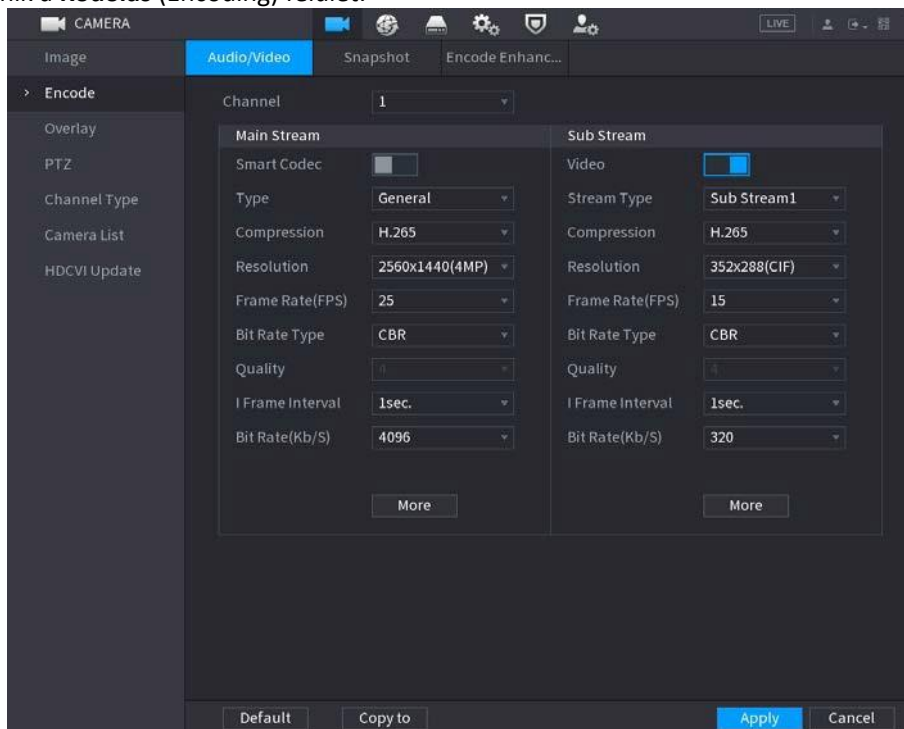 (Encoding) felület.
CAMERA LIVE
Image Audio/Video Snapshot Encode Enhanc...
Encode Channel 1
Overlay Main Stream Sub Stream
PTZ Smart Codec Video
Channel Type Type General Stream Type Sub Stream1
Camera List Compression H.265 Compression H.265
HDCVI Update Resolution 2560x1440(4MP) Resolution 352x288(CIF)
Frame Rate(FPS) 25 Frame Rate(FPS) 15
Bit Rate Type CBR Bit Rate Type CBR
Quality 4 Quality 4
I Frame Interval 1sec. I Frame Interval 1sec.
Bit Rate(Kb/S) 4096 Bit Rate(Kb/S) 320
More More
Default Copy to Apply Cancel